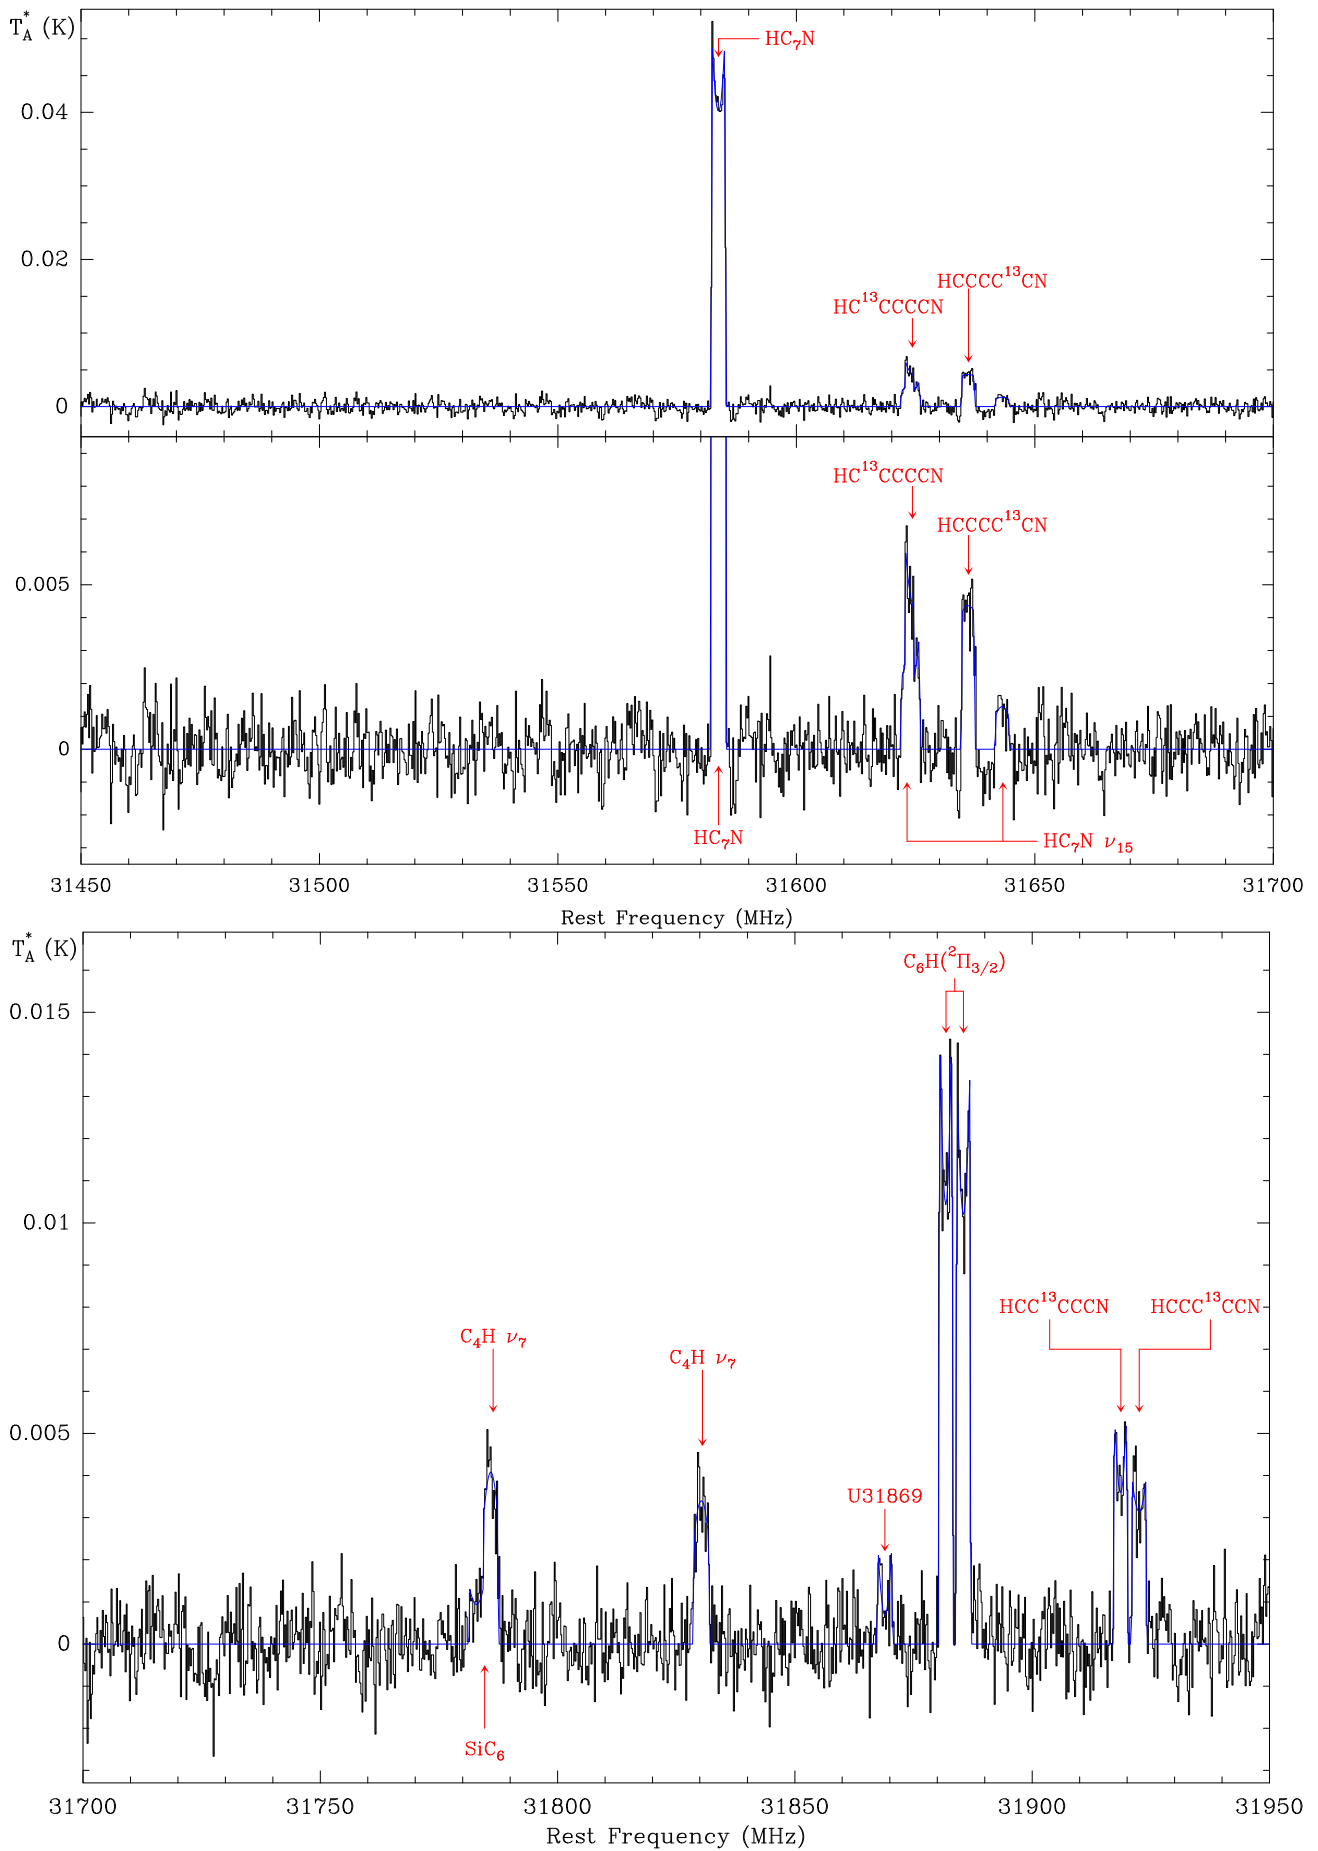 T*A (K)
HC7N
0.04
0.02
HCCCC13CN
HC13CCCCN
0
HC13CCCCN
HCCCC13CN
0.005
0
HC7N
HC7N ν15
31450 31500 31550 31600 31650 31700
Rest Frequency (MHz)
T*A (K)
C6H(2Π3/2)
0.015
0.01
HCC13CCCN HCCC13CCN
C4H ν7
C4H ν7
0.005
U31869
0
SiC6
31700 31750 31800 31850 31900 31950
Rest Frequency (MHz)